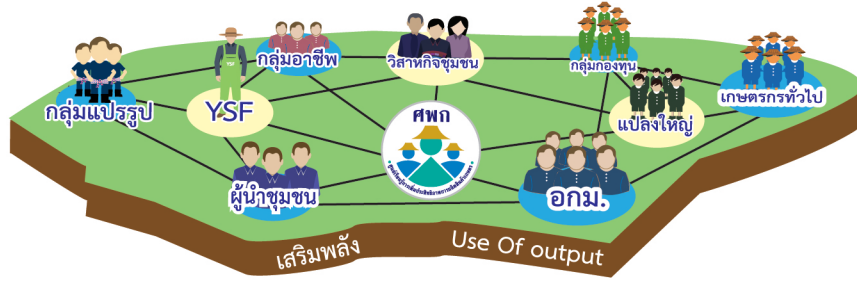 กลุ่มแปรรูป
YSF
YSF
กลุ่มอาชีพ
วิสาหกิจชุมชน
กลุ่มกองทุน
เกษตรกรทั่วไป
แปลงใหญ่
ศพก
ผู้นำชุมชน
อกม.
เสริมพลัง
Use Of output